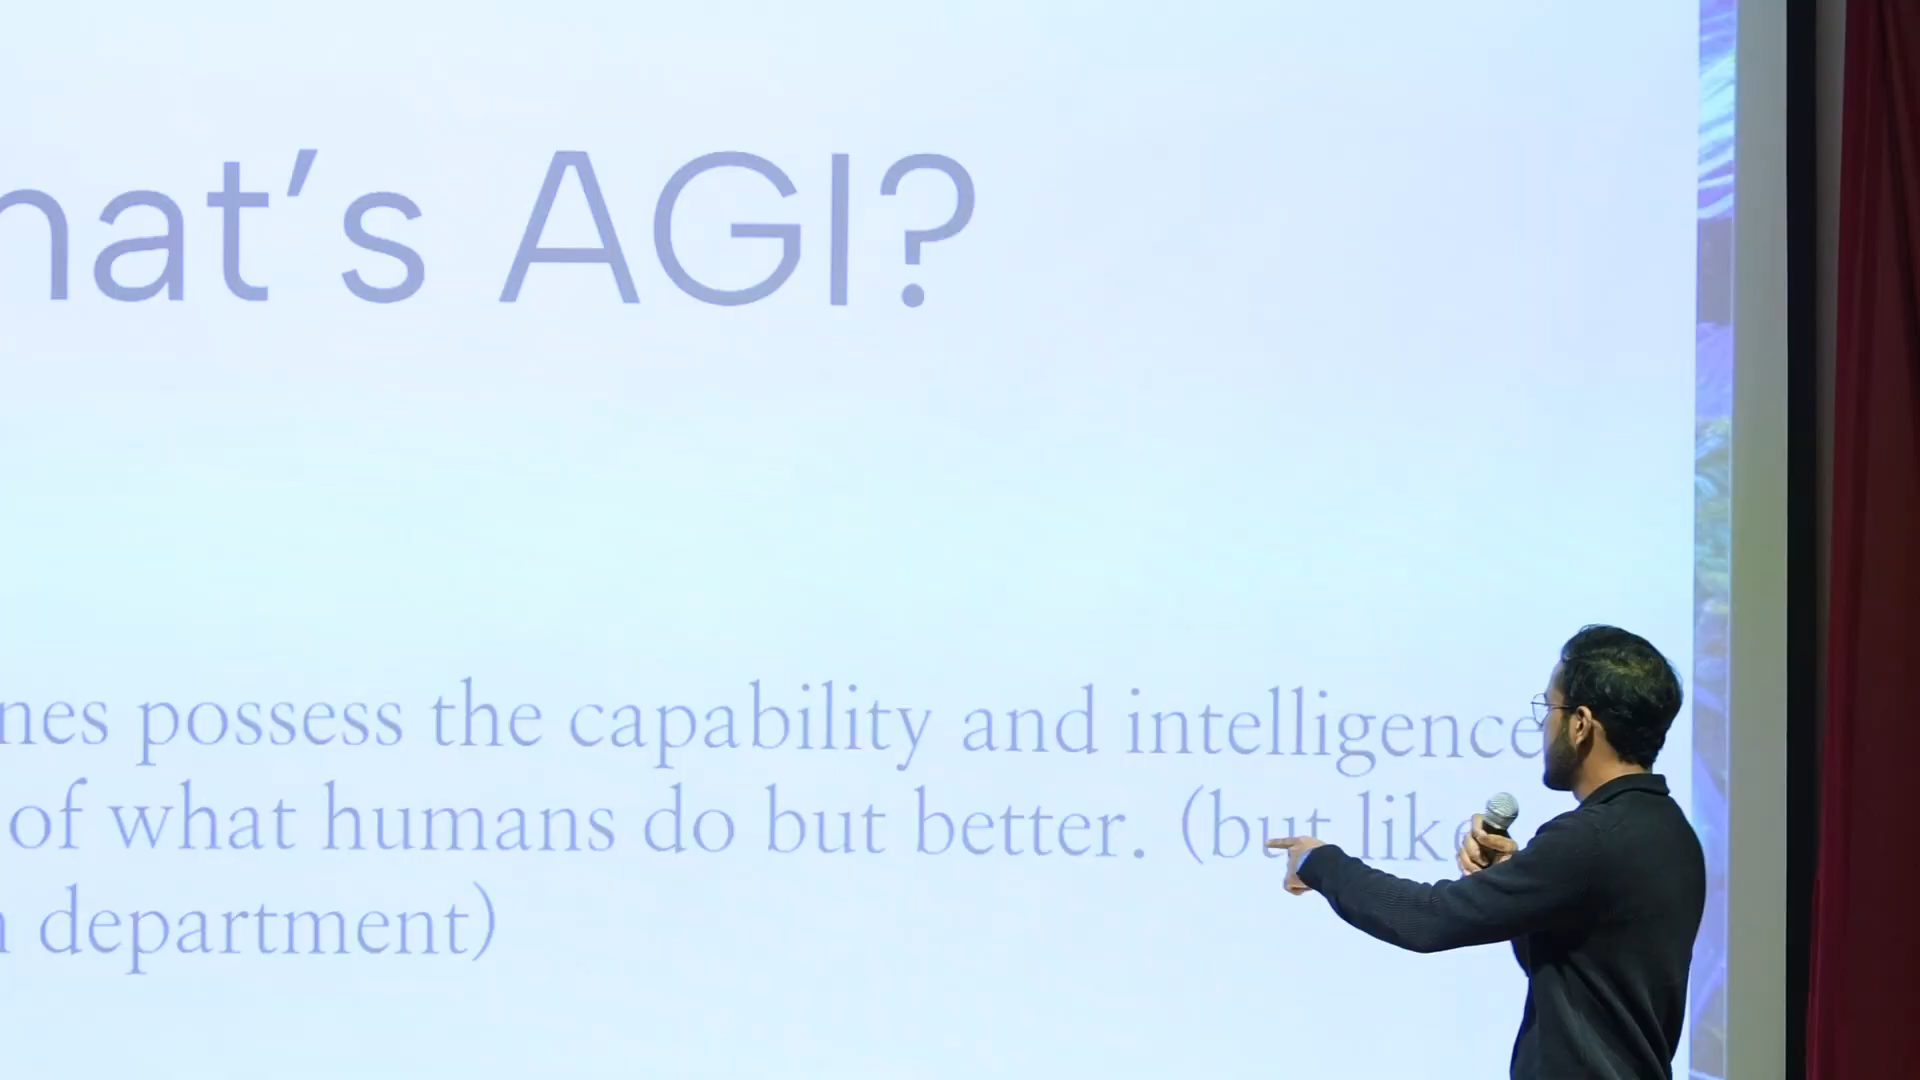 hat's AGI?
nes possess the capability and intelligence
of what humans do but better. (but like
department)